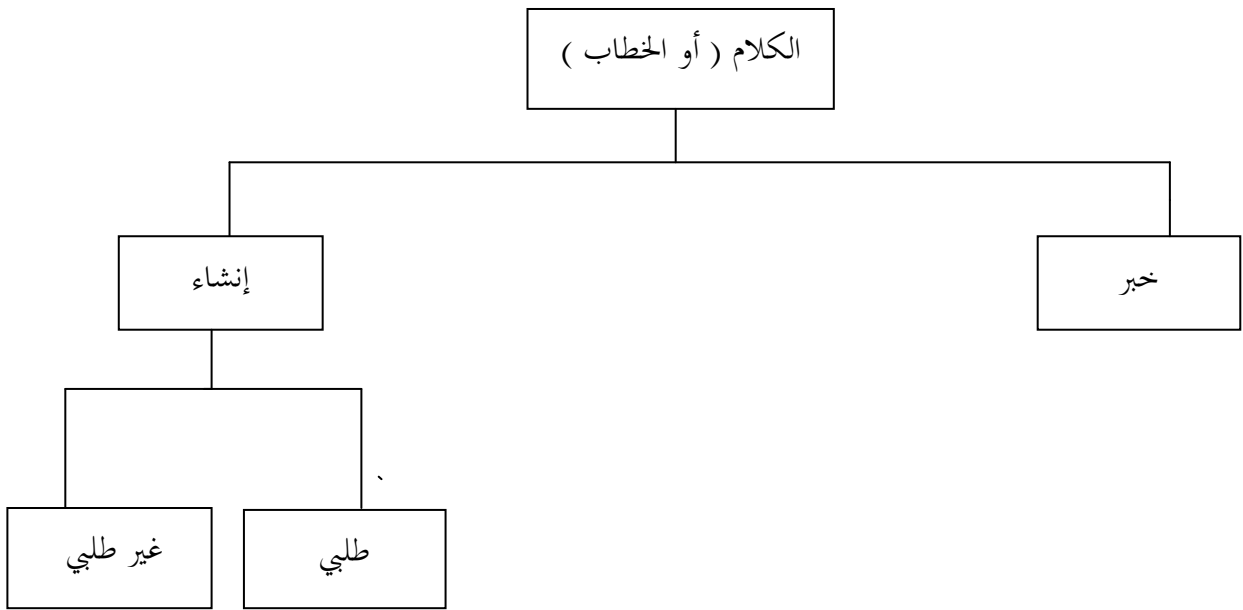 الكلام ( أو الخطاب )
خبر
إنشاء
طلبي
غير طلبي